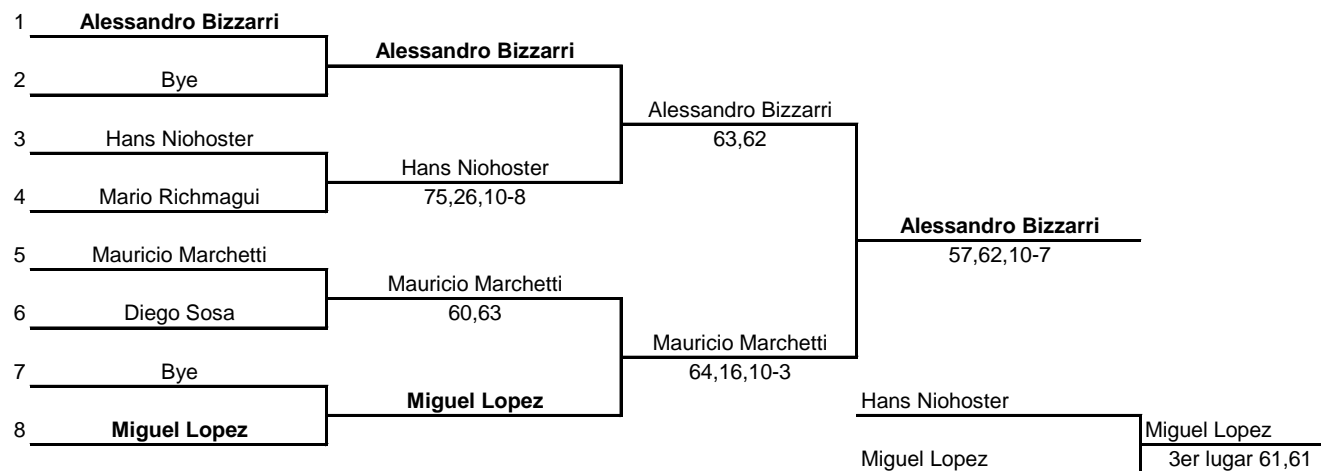 1 Alessandro Bizzarri
Alessandro Bizzarri
2 Bye
Alessandro Bizzarri
63,62
3 Hans Niohoster
Hans Niohoster
75,26,10-8
4 Mario Richmagui
Alessandro Bizzarri
57,62,10-7
5 Mauricio Marchetti
Mauricio Marchetti
60,63
6 Diego Sosa
Mauricio Marchetti
64,16,10-3
7 Bye
Miguel Lopez
8 Miguel Lopez
Hans Niohoster
Miguel Lopez
3er lugar 61,61
Miguel Lopez